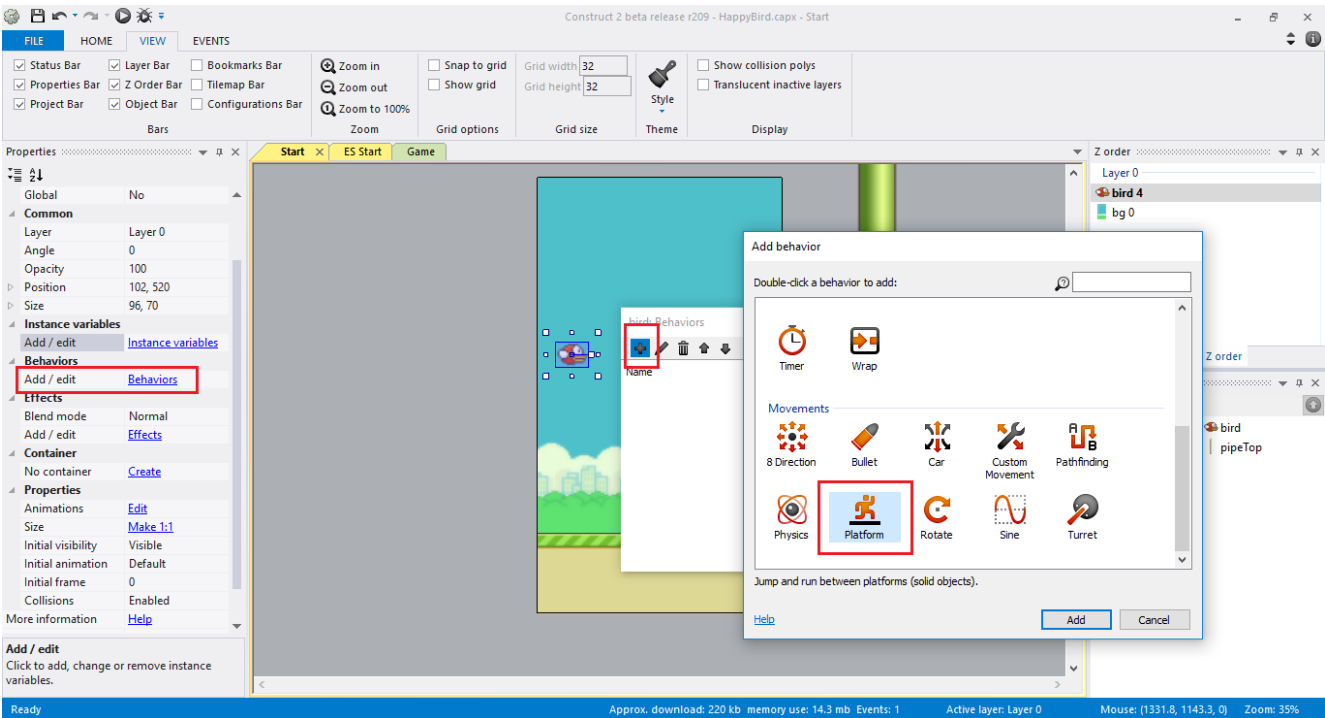 Construct 2 beta release r209 - HappyBird.capx - Start
FILE HOME VIEW EVENTS
Status Bar Layer Bar Bookmarks Bar Zoom in Snap to grid Grid width 32 Show collision polys
Properties Bar Z Order Bar Tilemap Bar Zoom out Show grid Grid height 32 Style Translucent inactive layers
Project Bar Object Bar Configurations Bar Zoom to 100%
Bars Zoom Grid options Grid size Theme Display
Properties
Start ES Start Game
Z order
Layer 0
bird 4
bg 0
Global No
Common
Layer Layer 0
Angle 0
Opacity 100
Position 102, 520
Size 96, 70
Instance variables
Add / edit Instance variables
Behaviors
Add / edit Behaviors
Effects
Blend mode Normal
Add / edit Effects
Container
No container Create
Properties
Animations Edit
Size Make 1:1
Initial visibility Visible
Initial animation Default
Initial frame 0
Collisions Enabled
More information Help
Add / edit
Click to add, change or remove instance
variables.
bird: Behaviors
Name
Add behavior
Double-click a behavior to add:
Timer Wrap
Movements
8 Direction Bullet Car Custom Movement Pathfinding
Physics Platform Rotate Sine Turret
Jump and run between platforms (solid objects).
Help Add Cancel
Z order
bird
pipeTop
Ready Approx. download: 220 kb memory use: 14.3 mb Events: 1 Active layer: Layer 0 Mouse: (1331.8, 1143.3, 0) Zoom: 35%